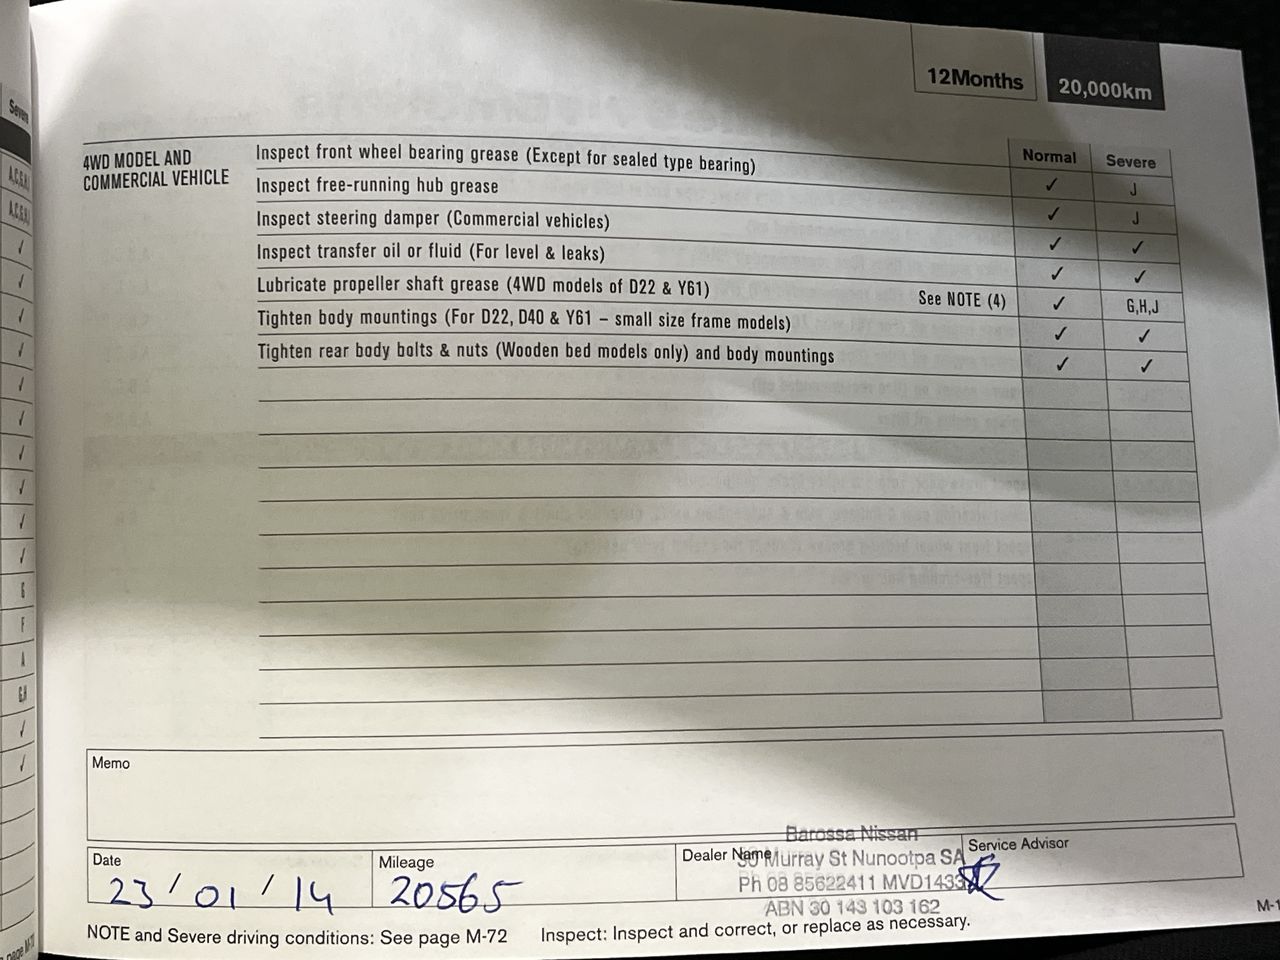 12Months
20,000km
4WD MODEL AND
COMMERCIAL VEHICLE
Normal Severe
Inspect front wheel bearing grease (Except for sealed type bearing) ✓ J
Inspect free-running hub grease ✓ J
Inspect steering damper (Commercial vehicles) ✓ ✓
Inspect transfer oil or fluid (For level & leaks) ✓ ✓
Lubricate propeller shaft grease (4WD models of D22 & Y61) See NOTE (4) ✓ G,H,J
Tighten body mountings (For D22, D40 & Y61 – small size frame models) ✓ ✓
Tighten rear body bolts & nuts (Wooden bed models only) and body mountings ✓ ✓
Memo
Date
23/01/14
Mileage
20565
Dealer Name
Barossa Nissan
Murray St Nunootpa SA
Ph 08 85622411 MVD1433
ABN 30 143 103 162
Service Advisor
NOTE and Severe driving conditions: See page M-72 Inspect: Inspect and correct, or replace as necessary.
Severe
✓
✓
✓
✓
✓
✓
✓
✓
✓
✓
G
F
A
G,H
✓
✓